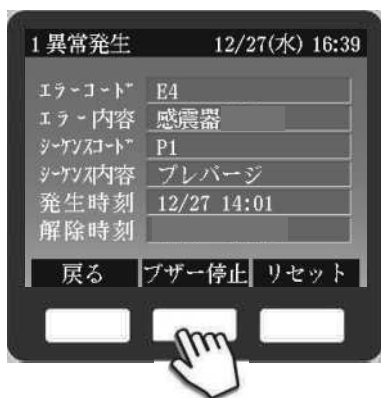 1 異常発生 12/27(水) 16:39
エラーコード E4
エラー内容 感震器
シーケンスコード P1
シーケンス内容 プレパージ
発生時刻 12/27 14:01
解除時刻
戻る ブザー停止 リセット